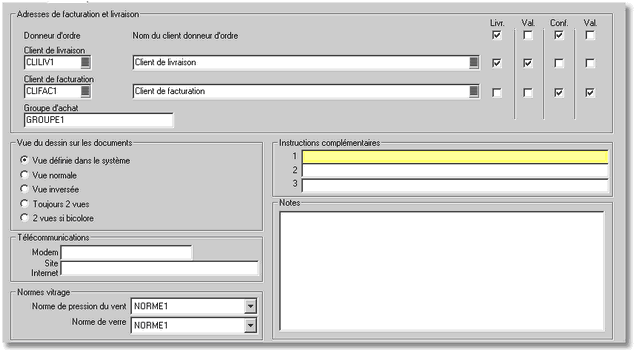 Adresses de facturation et livraison
Livr. Val. Conf. Val.
Donneur d'ordre Nom du client donneur d'ordre
Client de livraison
CLILIV1 Client de livraison
Client de facturation
CLIFAC1 Client de facturation
Groupe d'achat
GROUPE1
Vue du dessin sur les documents
Vue définie dans le système
Vue normale
Vue inversée
Toujours 2 vues
2 vues si bicolore
Télécommunications
Modem
Site
Internet
Normes vitrage
Norme de pression du vent NORME1
Norme de verre NORME1
Instructions complémentaires
1
2
3
Notes